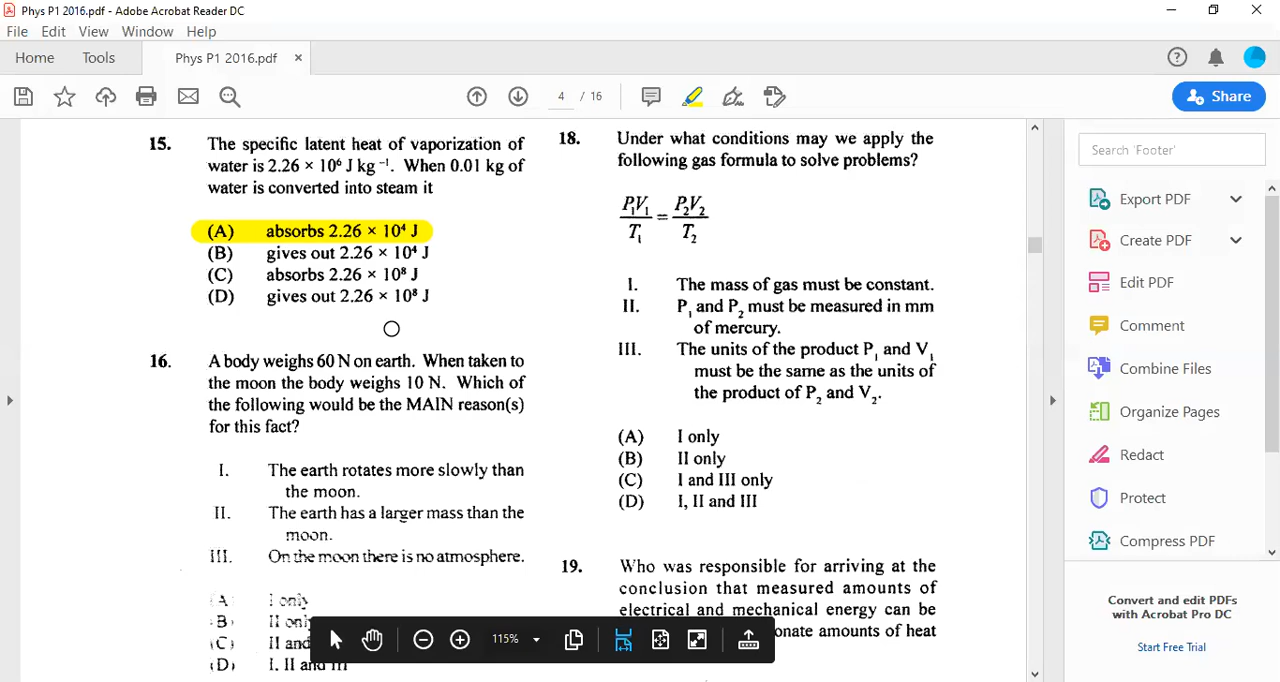 Phys P1 2016.pdf - Adobe Acrobat Reader DC
File Edit View Window Help
Home Tools Phys P1 2016.pdf ×
4 / 16
Share
15. The specific latent heat of vaporization of
water is 2.26 × 10⁶ J kg⁻¹. When 0.01 kg of
water is converted into steam it
(A) absorbs 2.26 × 10⁴ J
(B) gives out 2.26 × 10⁴ J
(C) absorbs 2.26 × 10⁸ J
(D) gives out 2.26 × 10⁸ J
16. A body weighs 60 N on earth. When taken to
the moon the body weighs 10 N. Which of
the following would be the MAIN reason(s)
for this fact?
I. The earth rotates more slowly than
the moon.
II. The earth has a larger mass than the
moon.
III. On the moon there is no atmosphere.
(A) I only
(B) II only
(C) II and
(D) I, II and III
18. Under what conditions may we apply the
following gas formula to solve problems?
P₁V₁/T₁ = P₂V₂/T₂
I. The mass of gas must be constant.
II. P₁ and P₂ must be measured in mm
of mercury.
III. The units of the product P₁ and V₁
must be the same as the units of
the product of P₂ and V₂.
(A) I only
(B) II only
(C) I and III only
(D) I, II and III
19. Who was responsible for arriving at the
conclusion that measured amounts of
electrical and mechanical energy can be
onate amounts of heat
115%
Search 'Footer'
Export PDF
Create PDF
Edit PDF
Comment
Combine Files
Organize Pages
Redact
Protect
Compress PDF
Convert and edit PDFs
with Acrobat Pro DC
Start Free Trial